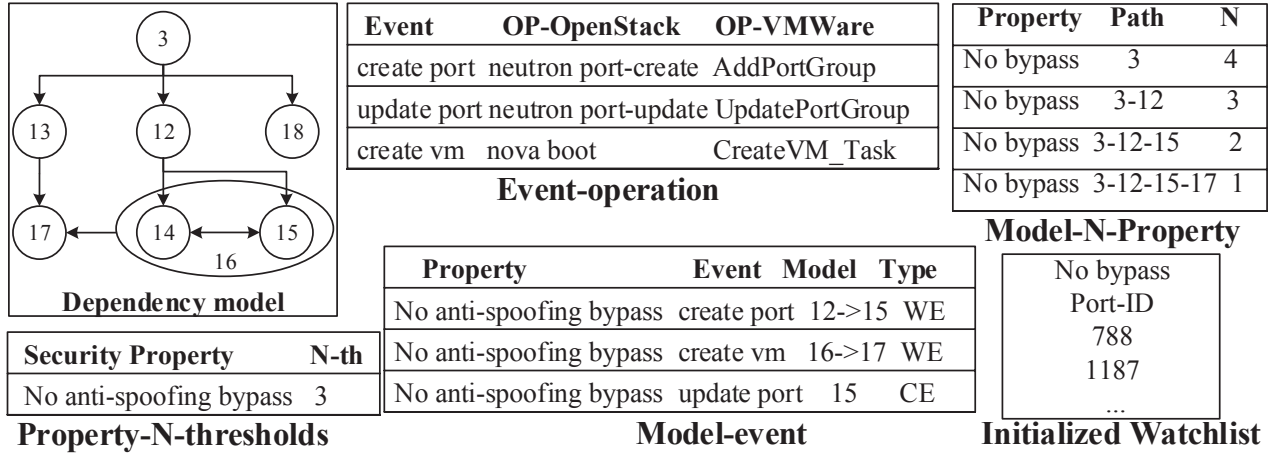 3
13
12
18
17
14
15
16
Dependency model
Security Property N-th
No anti-spoofing bypass 3
Property-N-thresholds
Event OP-OpenStack OP-VMWare
create port neutron port-create AddPortGroup
update port neutron port-update UpdatePortGroup
create vm nova boot CreateVM_Task
Event-operation
Property Event Model Type
No anti-spoofing bypass create port 12->15 WE
No anti-spoofing bypass create vm 16->17 WE
No anti-spoofing bypass update port 15 CE
Model-event
Property Path N
No bypass 3 4
No bypass 3-12 3
No bypass 3-12-15 2
No bypass 3-12-15-17 1
Model-N-Property
No bypass
Port-ID
788
1187
...
Initialized Watchlist